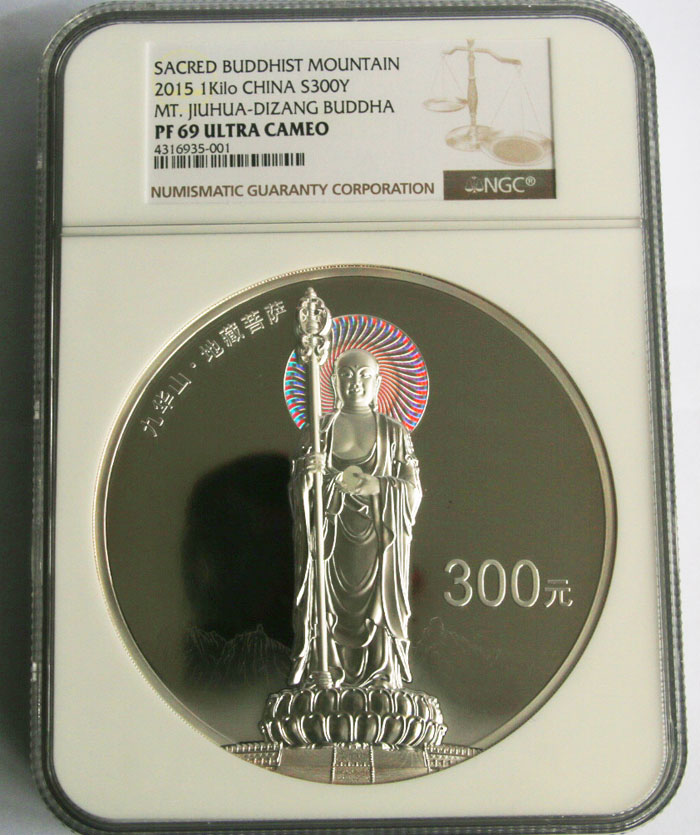 SACRED BUDDHIST MOUNTAIN
2015 1Kilo CHINA S300Y
MT. JIUHUA-DIZANG BUDDHA
PF 69 ULTRA CAMEO
4316935-001
NUMISMATIC GUARANTY CORPORATION
NGC®
九华山·地藏菩萨
300元